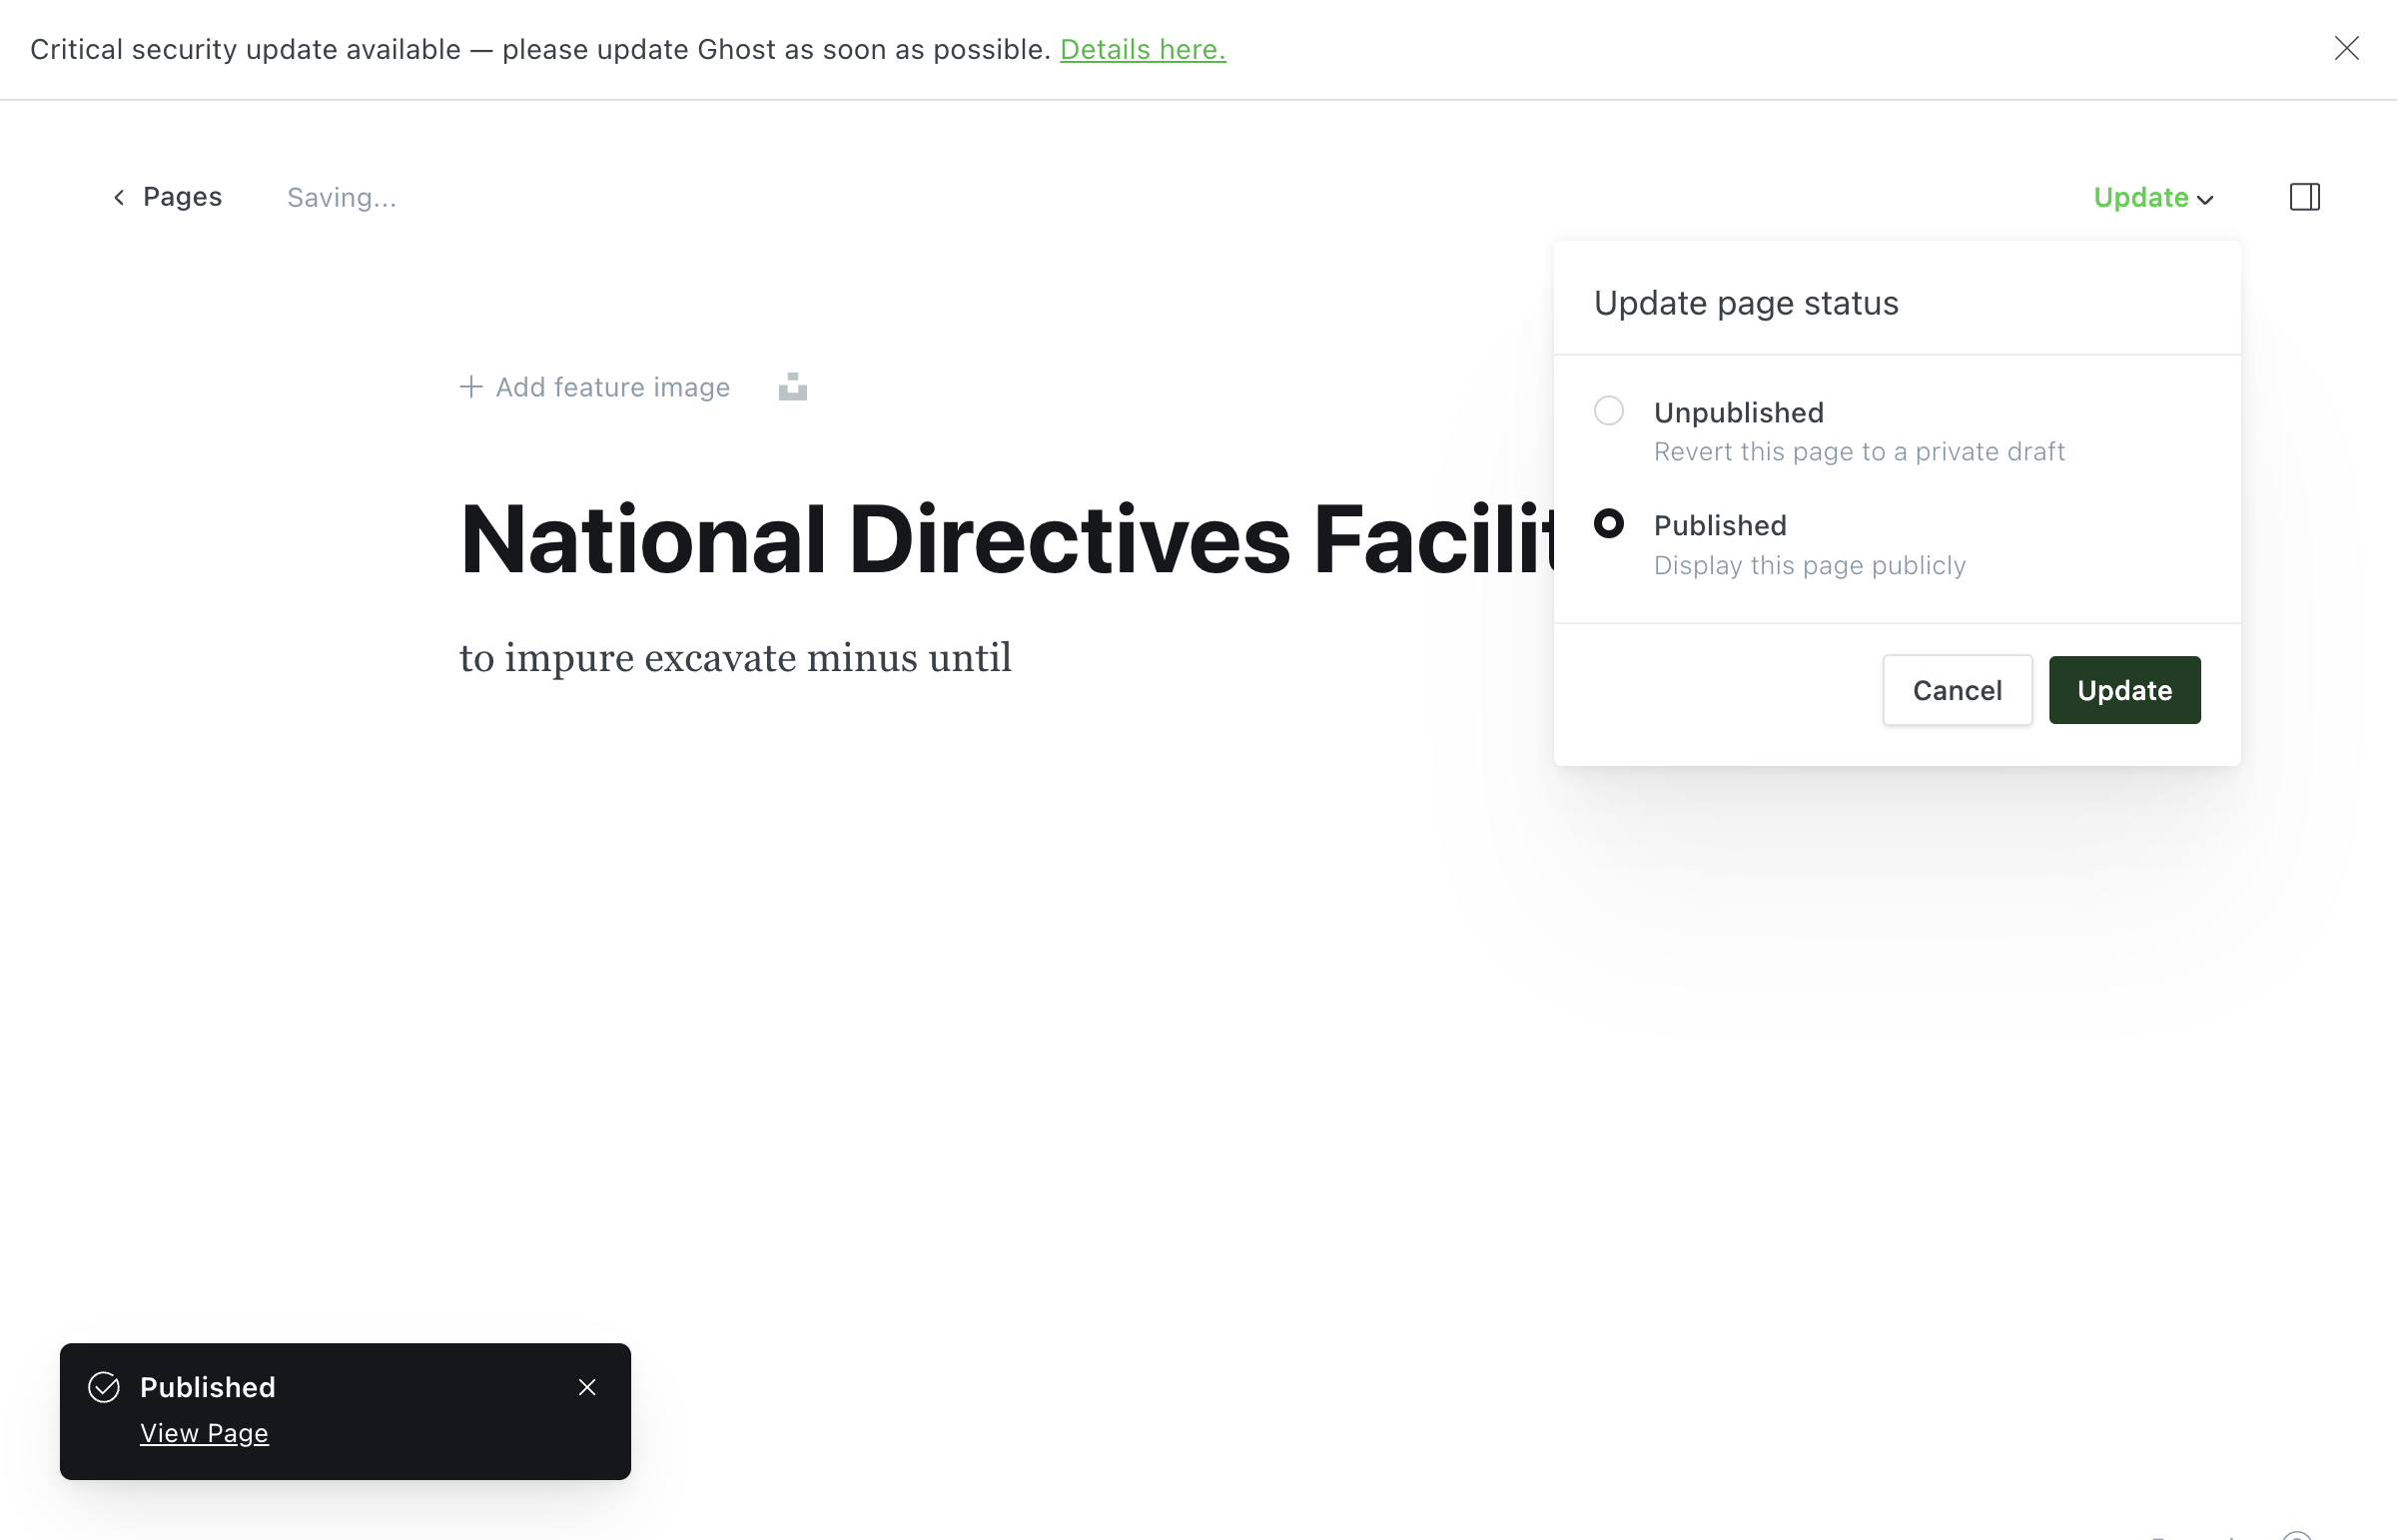 Critical security update available — please update Ghost as soon as possible. Details here.
Pages
Saving...
Update
Update page status
Unpublished
Revert this page to a private draft
Published
Display this page publicly
Cancel
Update
Add feature image
National Directives
to impure excavate minus until
Published
View Page